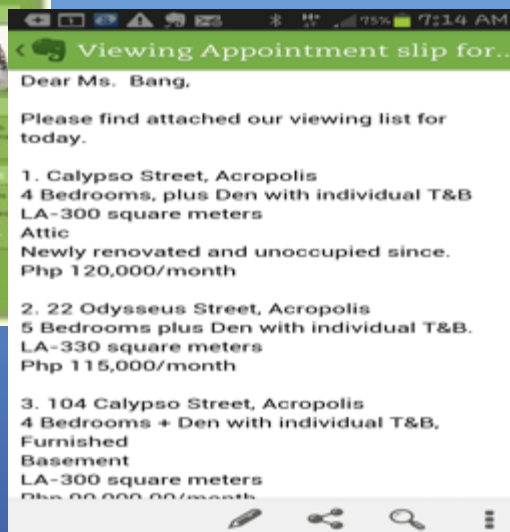 75% 7:14 AM
Viewing Appointment slip for..
Dear Ms. Bang,
Please find attached our viewing list for
today.
1. Calypso Street, Acropolis
4 Bedrooms, plus Den with individual T&B
LA-300 square meters
Attic
Newly renovated and unoccupied since.
Php 120,000/month
2. 22 Odysseus Street, Acropolis
5 Bedrooms plus Den with individual T&B.
LA-330 square meters
Php 115,000/month
3. 104 Calypso Street, Acropolis
4 Bedrooms + Den with individual T&B,
Furnished
Basement
LA-300 square meters